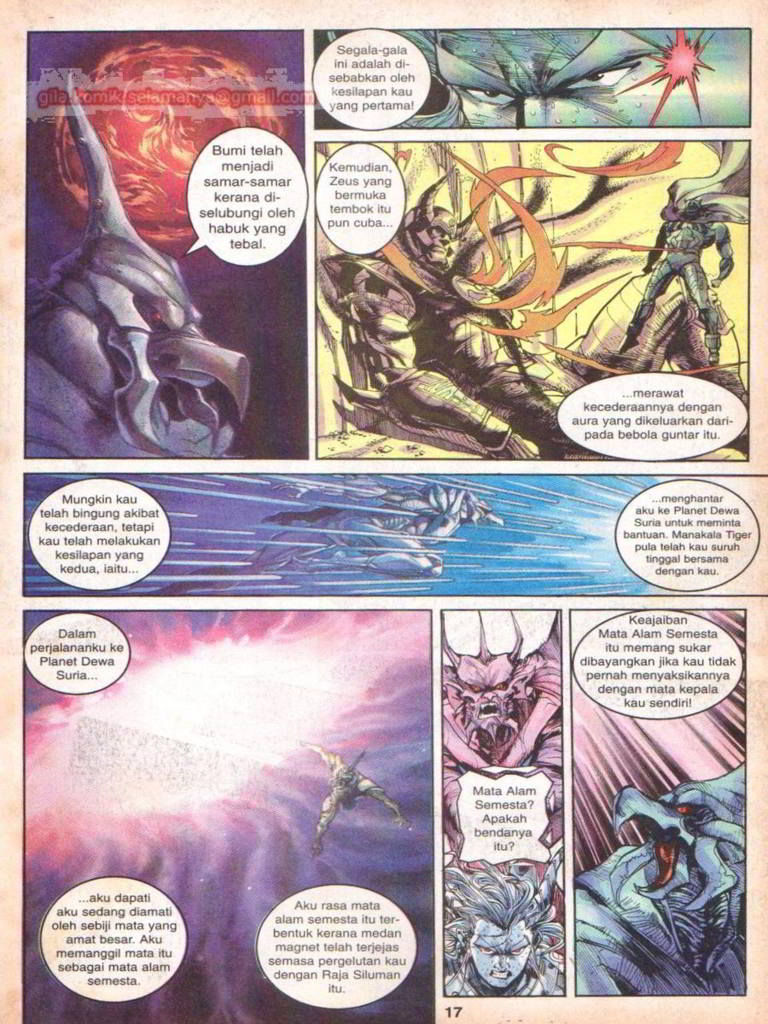 gila.komik.selamanya@gmail.com
Bumi telah
menjadi
samar-samar
kerana di-
selubungi oleh
habuk yang
tebal.
Segala-gala
ini adalah di-
sebabkan oleh
kesilapan kau
yang pertama!
Kemudian,
Zeus yang
bermuka
tembok itu
pun cuba...
...merawat
kecederaannya dengan
aura yang dikeluarkan dari-
pada bebola guntar itu.
Mungkin kau
telah bingung akibat
kecederaan, tetapi
kau telah melakukan
kesilapan yang
kedua, iaitu...
...menghantar
aku ke Planet Dewa
Suria untuk meminta
bantuan. Manakala Tiger
pula telah kau suruh
tinggal bersama
dengan kau.
Dalam
perjalananku ke
Planet Dewa
Suria...
...aku dapati
aku sedang diamati
oleh sebiji mata yang
amat besar. Aku
memanggil mata itu
sebagai mata alam
semesta.
Aku rasa mata
alam semesta itu ter-
bentuk kerana medan
magnet telah terjejas
semasa pergelutan kau
dengan Raja Siluman
itu.
Mata Alam
Semesta?
Apakah
bendanya
itu?
Keajaiban
Mata Alam Semesta
itu memang sukar
dibayangkan jika kau tidak
pernah menyaksikannya
dengan mata kepala
kau sendiri!
17